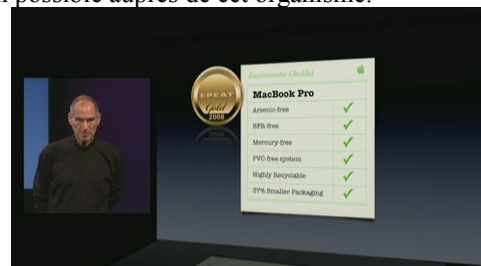 possible auprès de cet organisme.
EPEAT
Gold
2008
Environmental Checklist
MacBook Pro
Arsenic-free
BFR-free
Mercury-free
PVC-free system
Highly Recyclable
37% Smaller Packaging